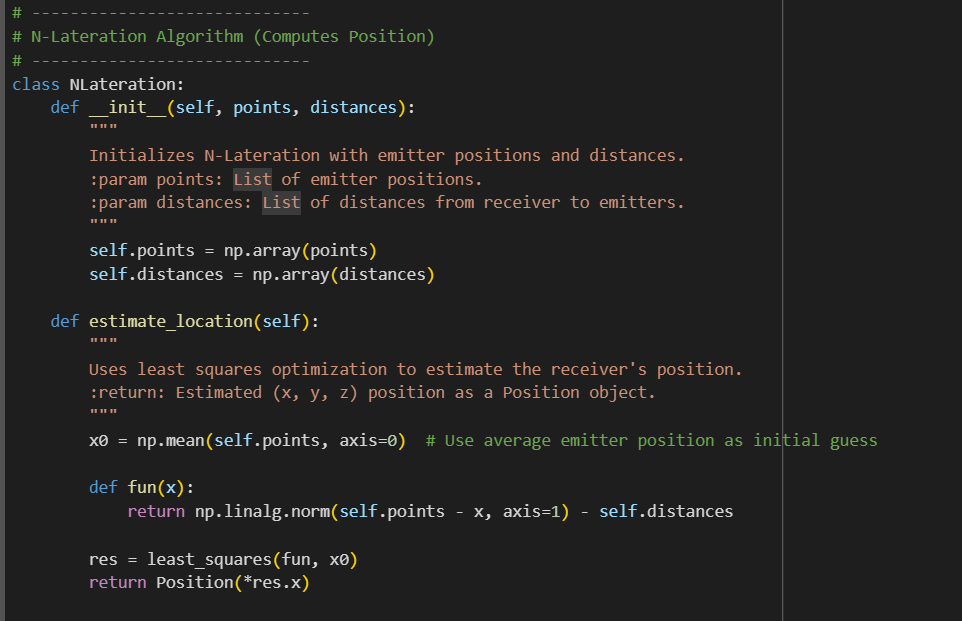 # -----------------------------
# N-Lateration Algorithm (Computes Position)
# -----------------------------
class NLateration:
    def __init__(self, points, distances):
        """
        Initializes N-Lateration with emitter positions and distances.
        :param points: List of emitter positions.
        :param distances: List of distances from receiver to emitters.
        """
        self.points = np.array(points)
        self.distances = np.array(distances)

    def estimate_location(self):
        """
        Uses least squares optimization to estimate the receiver's position.
        :return: Estimated (x, y, z) position as a Position object.
        """
        x0 = np.mean(self.points, axis=0)  # Use average emitter position as initial guess

        def fun(x):
            return np.linalg.norm(self.points - x, axis=1) - self.distances

        res = least_squares(fun, x0)
        return Position(*res.x)